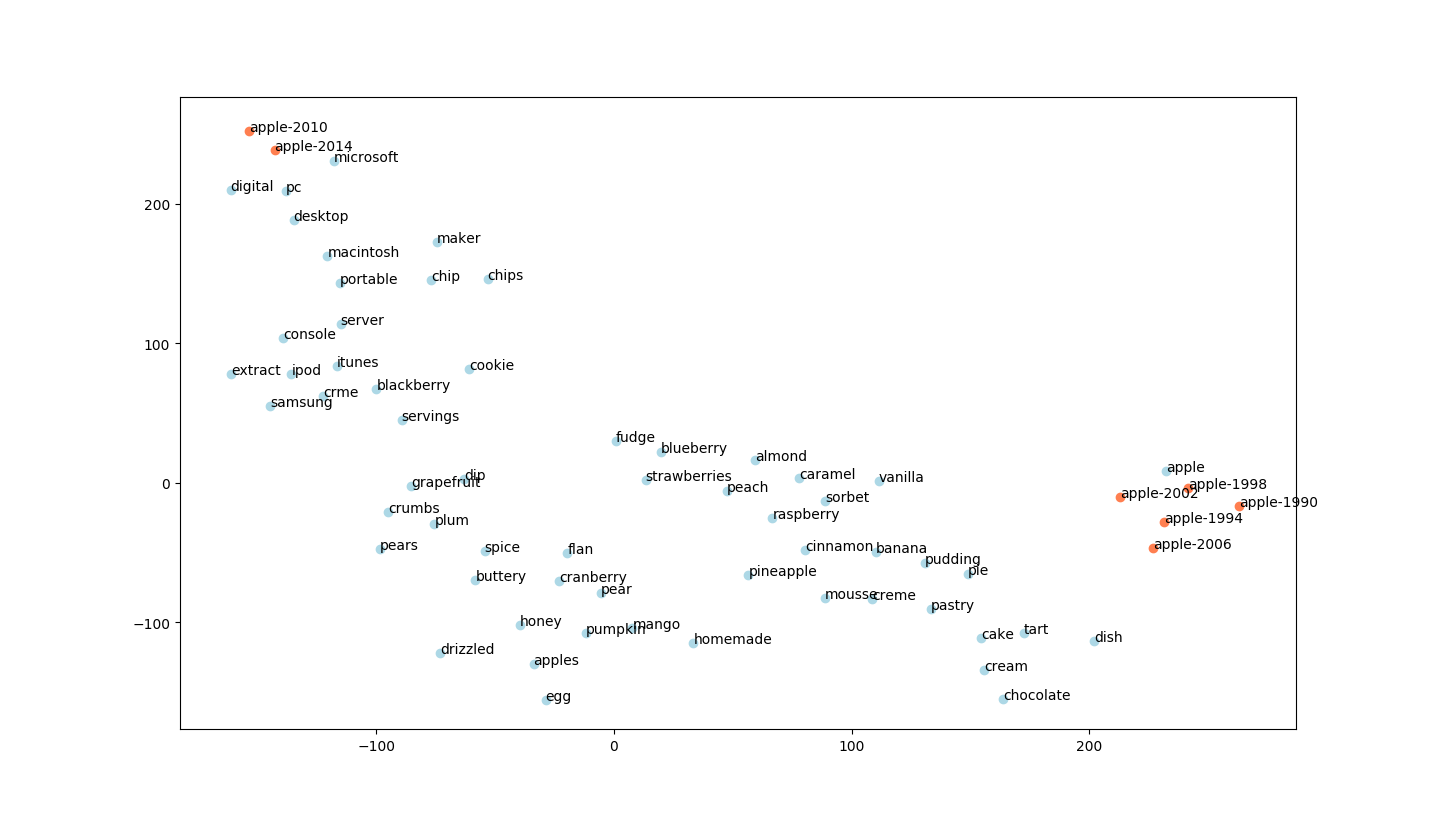 apple-2010
apple-2014
microsoft
digital
pc
200
desktop
maker
macintosh
chip
chips
portable
server
console
100
itunes
cookie
extract
ipod
blackberry
crme
samsung
servings
fudge
blueberry
almond
apple
dip
strawberries
caramel
vanilla
grapefruit
0
peach
apple-1998
apple-2002
sorbet
apple-1990
crumbs
raspberry
apple-1994
plum
pears
spice
flan
cinnamon
banana
apple-2006
pudding
buttery
cranberry
pineapple
pie
pear
mousse
creme
pastry
honey
pumpkin
mango
−100
homemade
cake
tart
dish
drizzled
apples
cream
egg
chocolate
−100
0
100
200